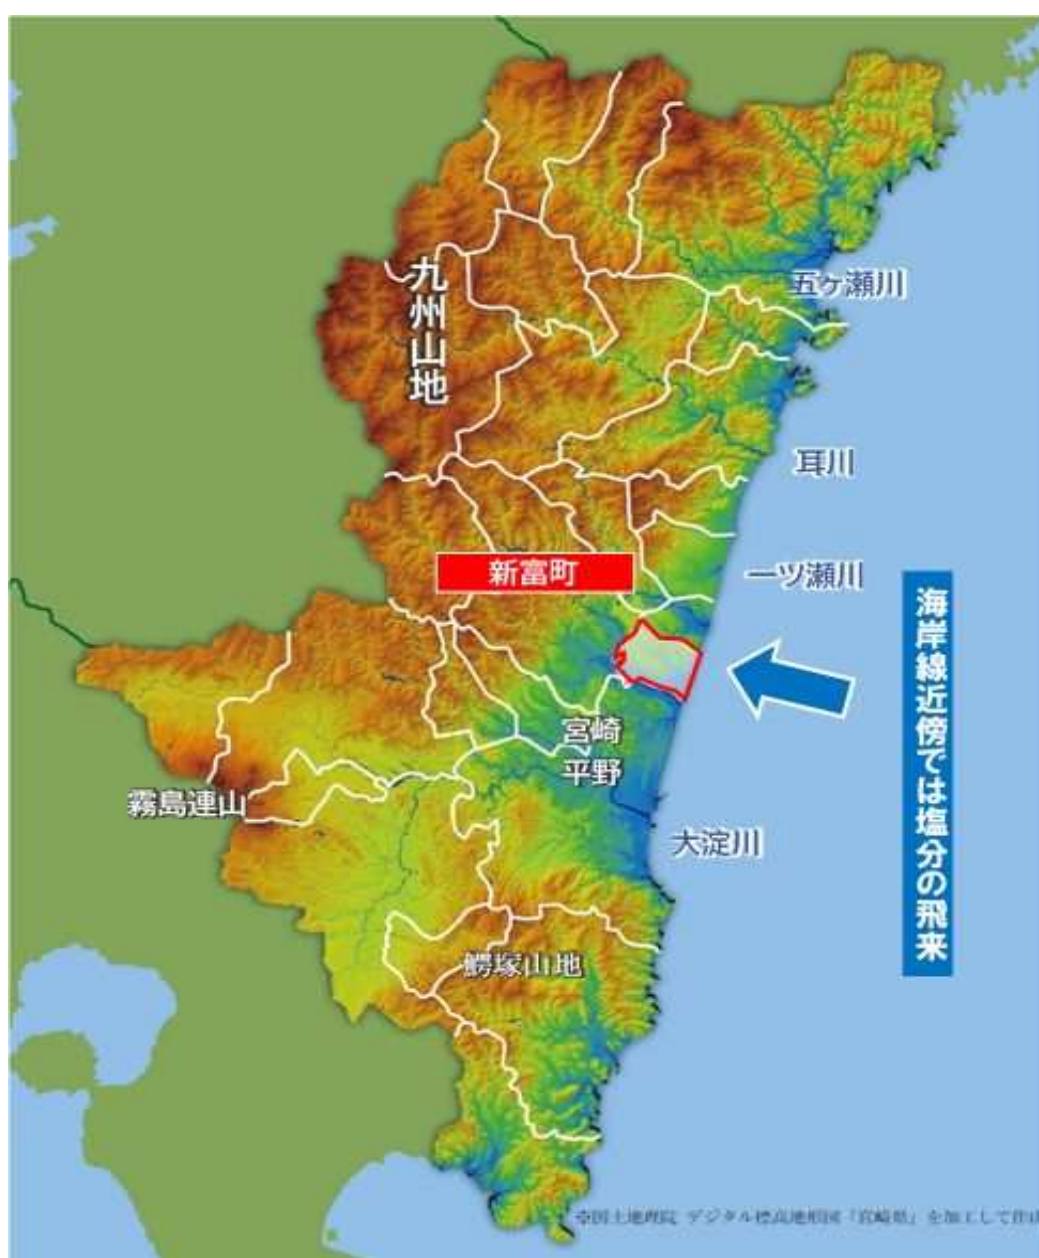 五ヶ瀬川
九州山地
耳川
新富町
一ツ瀬川
海岸線近傍では塩分の飛来
宮崎
平野
霧島連山
大淀川
鰐塚山地
※国土地理院 デジタル標高地形図「宮崎県」を加工して作成